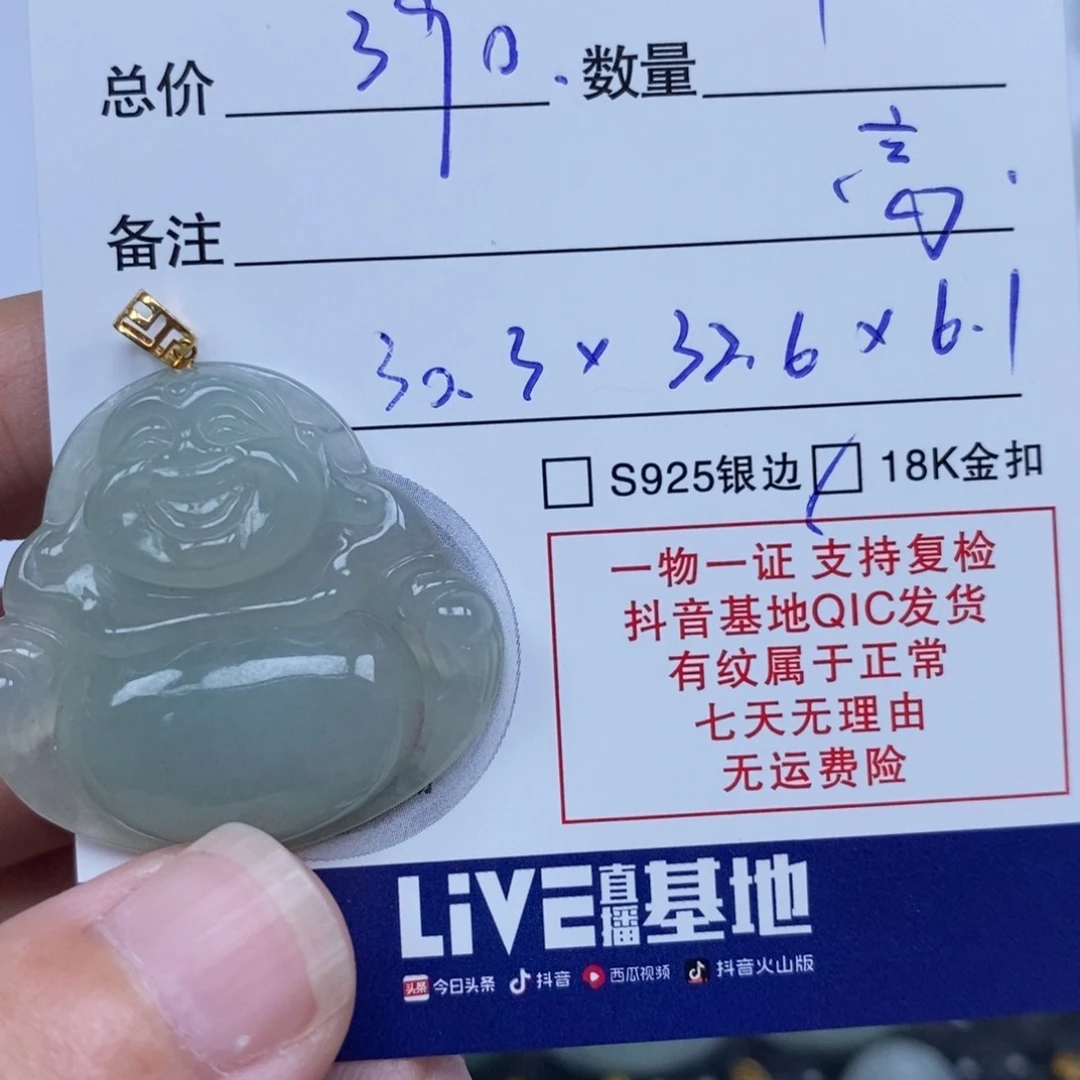 总价 390. 数量 1
高
备注
30.3×32.6×6.1
S925银边 18K金扣
一物一证 支持复检
抖音基地QIC发货
有纹属于正常
七天无理由
无运费险
LiVE直播基地
今日头条 抖音 西瓜视频 抖音火山版